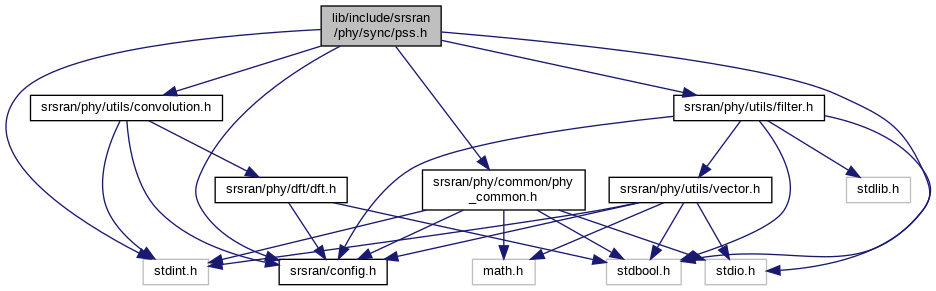 lib/include/srsran
/phy/sync/pss.h
srsran/phy/utils/convolution.h
srsran/phy/utils/filter.h
srsran/phy/dft/dft.h
srsran/phy/common/phy
_common.h
srsran/phy/utils/vector.h
stdlib.h
stdint.h
srsran/config.h
math.h
stdbool.h
stdio.h